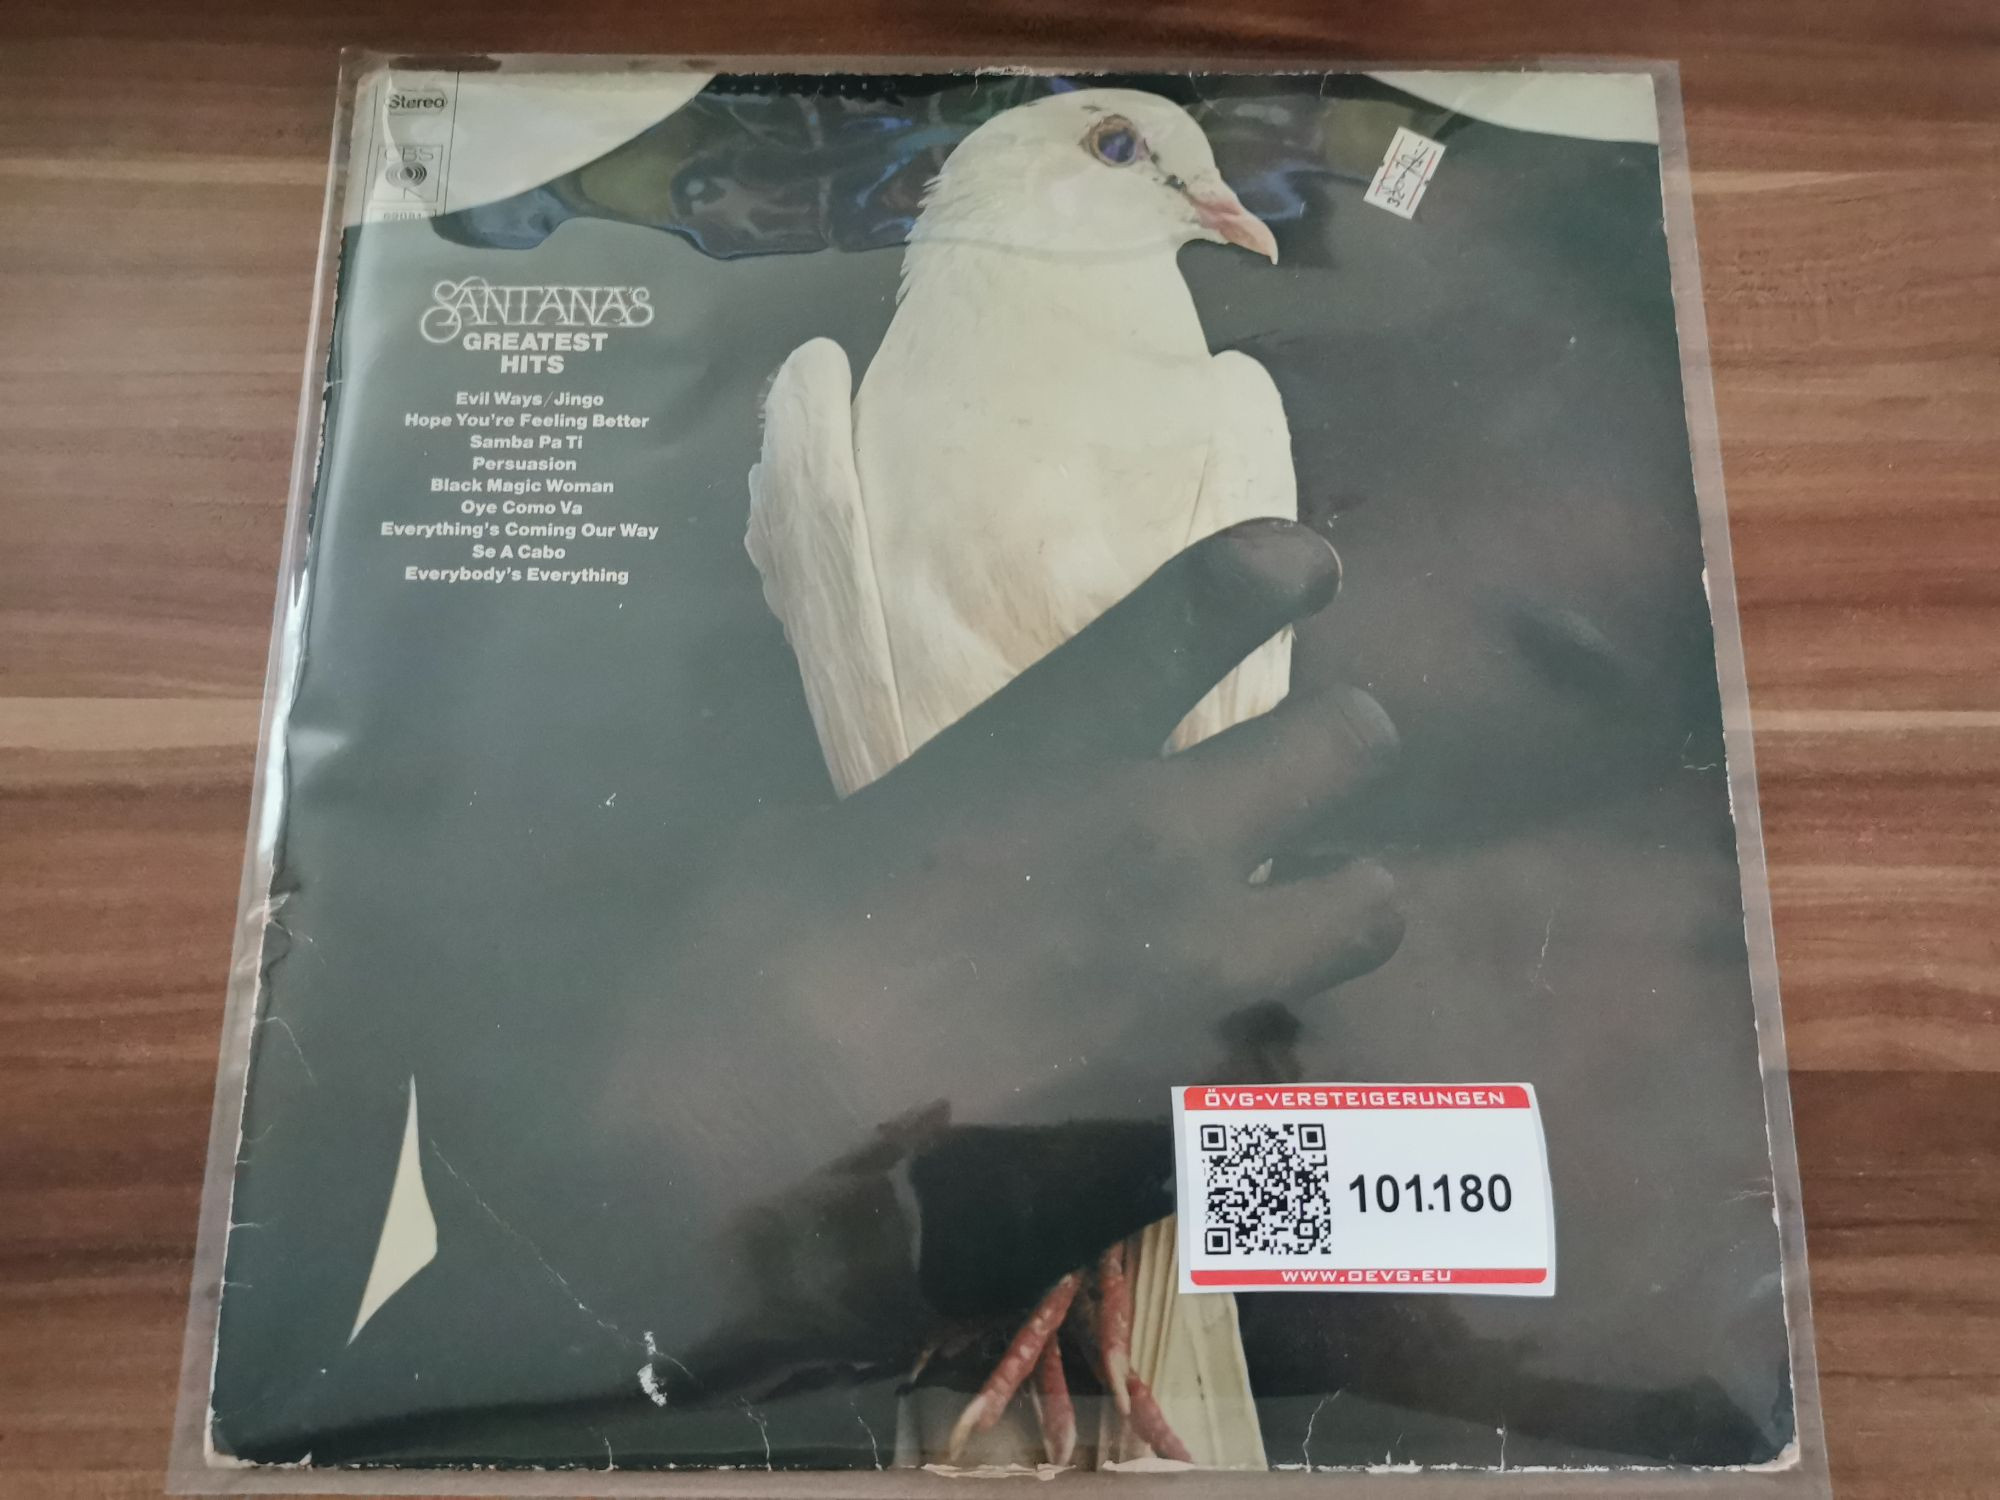 Stereo
CBS
SANTANA'S
GREATEST
HITS
Evil Ways/Jingo
Hope You're Feeling Better
Samba Pa Ti
Persuasion
Black Magic Woman
Oye Como Va
Everything's Coming Our Way
Se A Cabo
Everybody's Everything
ÖVG-VERSTEIGERUNGEN
101.180
WWW.OEVG.EU